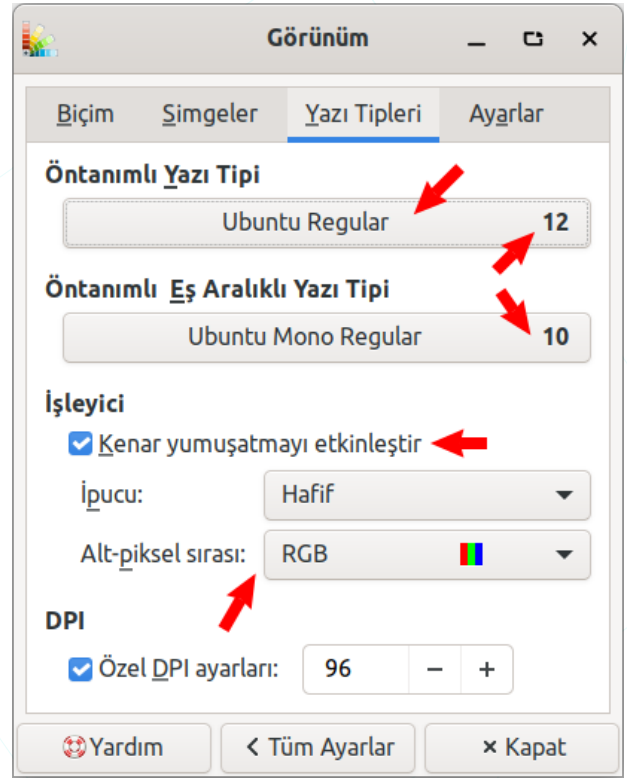 Görünüm
Biçim Simgeler Yazı Tipleri Ayarlar
Öntanımlı Yazı Tipi
Ubuntu Regular 12
Öntanımlı Eş Aralıklı Yazı Tipi
Ubuntu Mono Regular 10
İşleyici
Kenar yumuşatmayı etkinleştir
İpucu: Hafif
Alt-piksel sırası: RGB
DPI
Özel DPI ayarları: 96 − +
Yardım < Tüm Ayarlar × Kapat